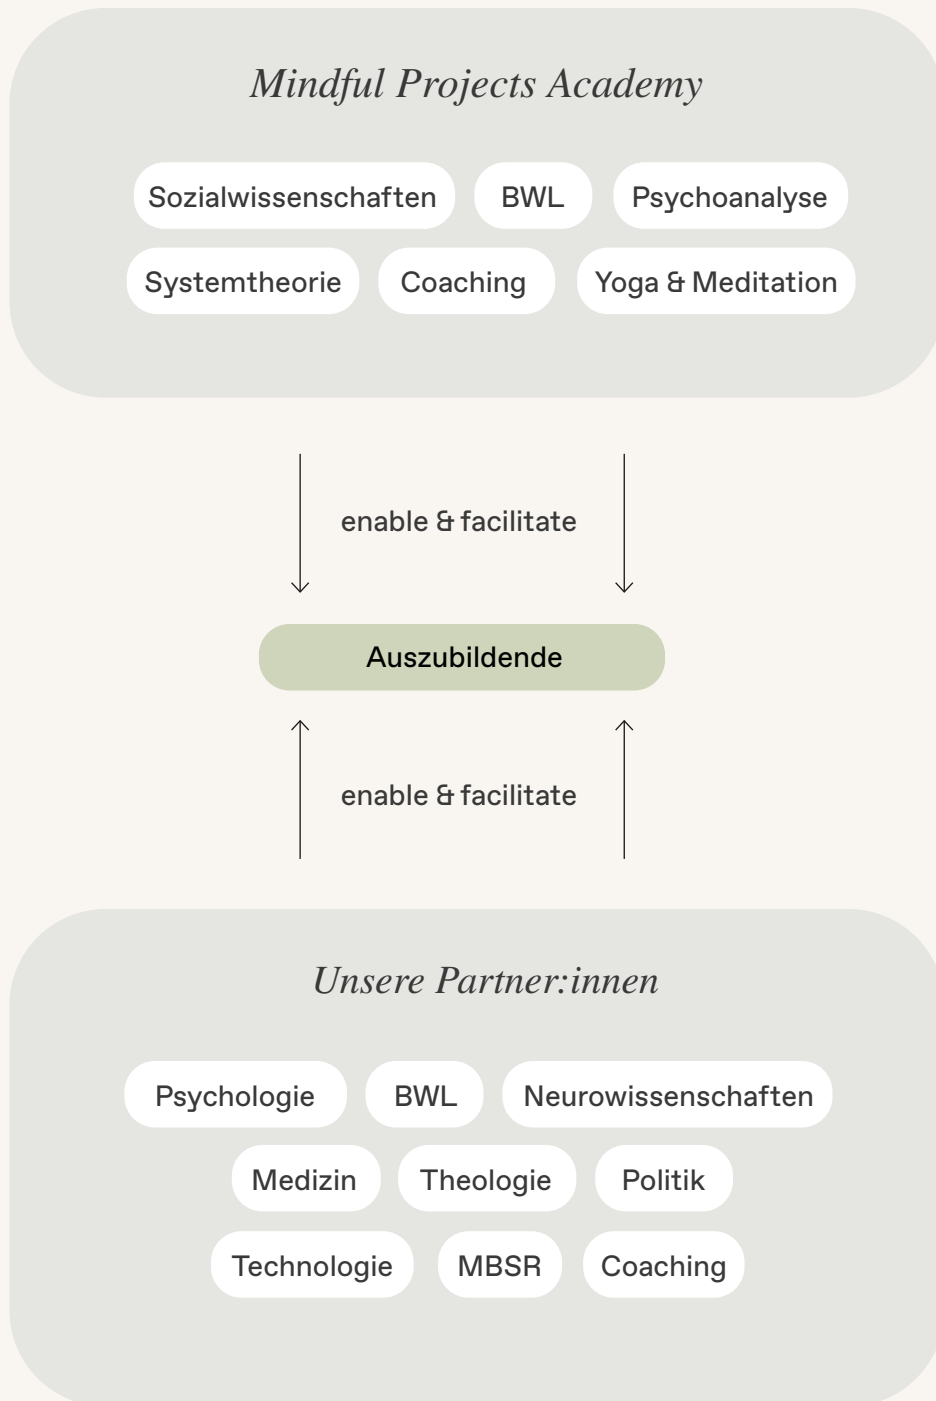 Mindful Projects Academy
Sozialwissenschaften BWL Psychoanalyse
Systemtheorie Coaching Yoga & Meditation
enable & facilitate
Auszubildende
enable & facilitate
Unsere Partner:innen
Psychologie BWL Neurowissenschaften
Medizin Theologie Politik
Technologie MBSR Coaching